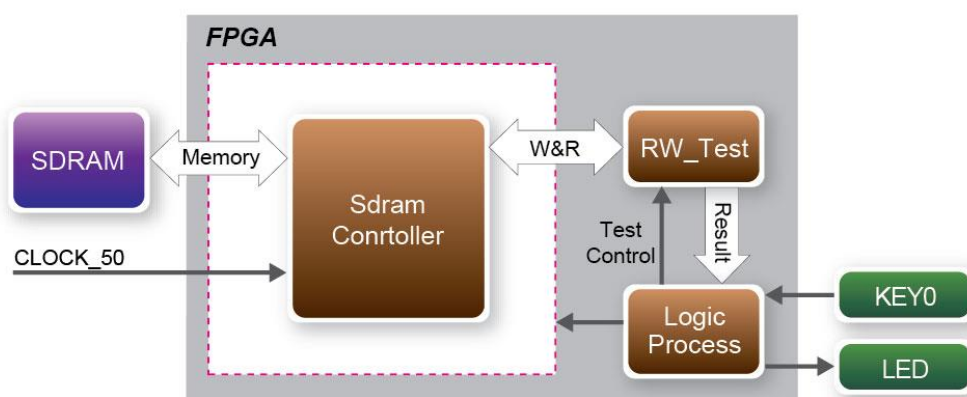 FPGA
SDRAM
Memory
Sdram
Conrtoller
W&R
RW_Test
CLOCK_50
Test
Control
Result
Logic
Process
KEY0
LED